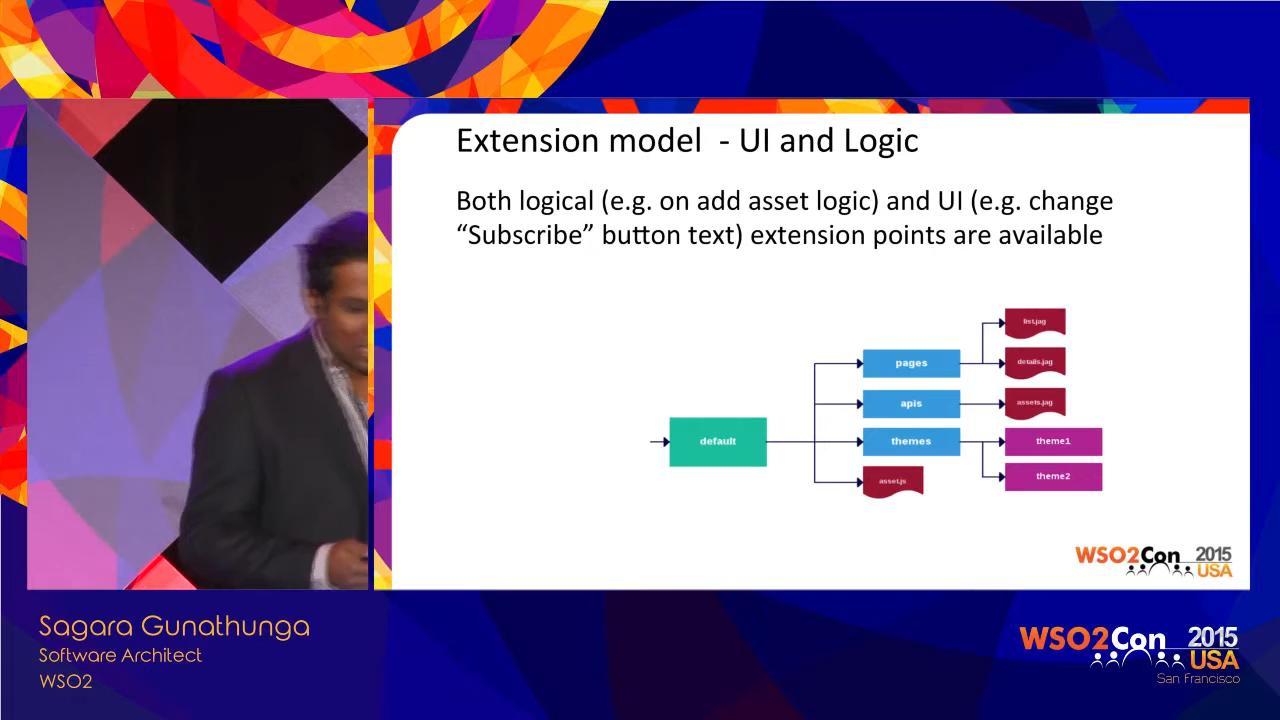 Extension model - UI and Logic
Both logical (e.g. on add asset logic) and UI (e.g. change
“Subscribe” button text) extension points are available
list.jag
pages
details.jag
apis
assets.jag
default
themes
theme1
theme2
asset.js
WSO2Con 2015
USA
Sagara Gunathunga
Software Architect
WSO2
WSO2Con 2015
USA
San Francisco